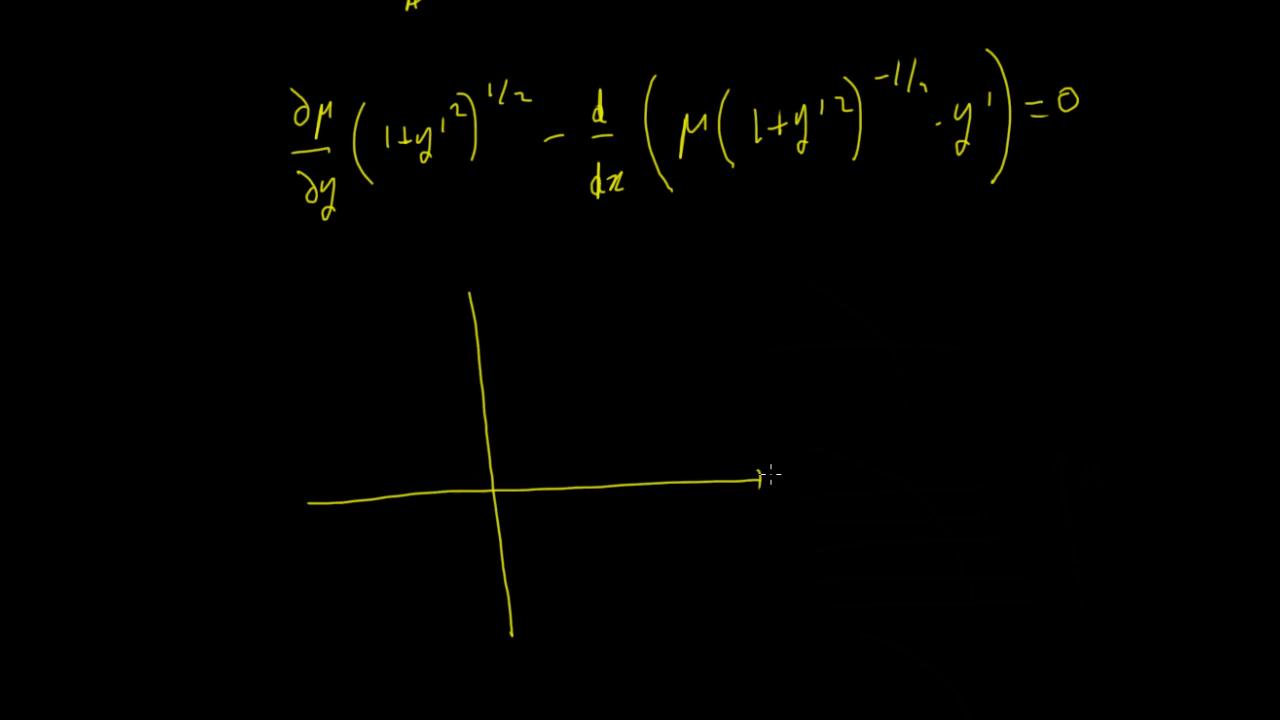 ∂μ/∂y (1+y'²)^{1/2} - d/dx (μ(1+y'²)^{-1/2} · y') = 0